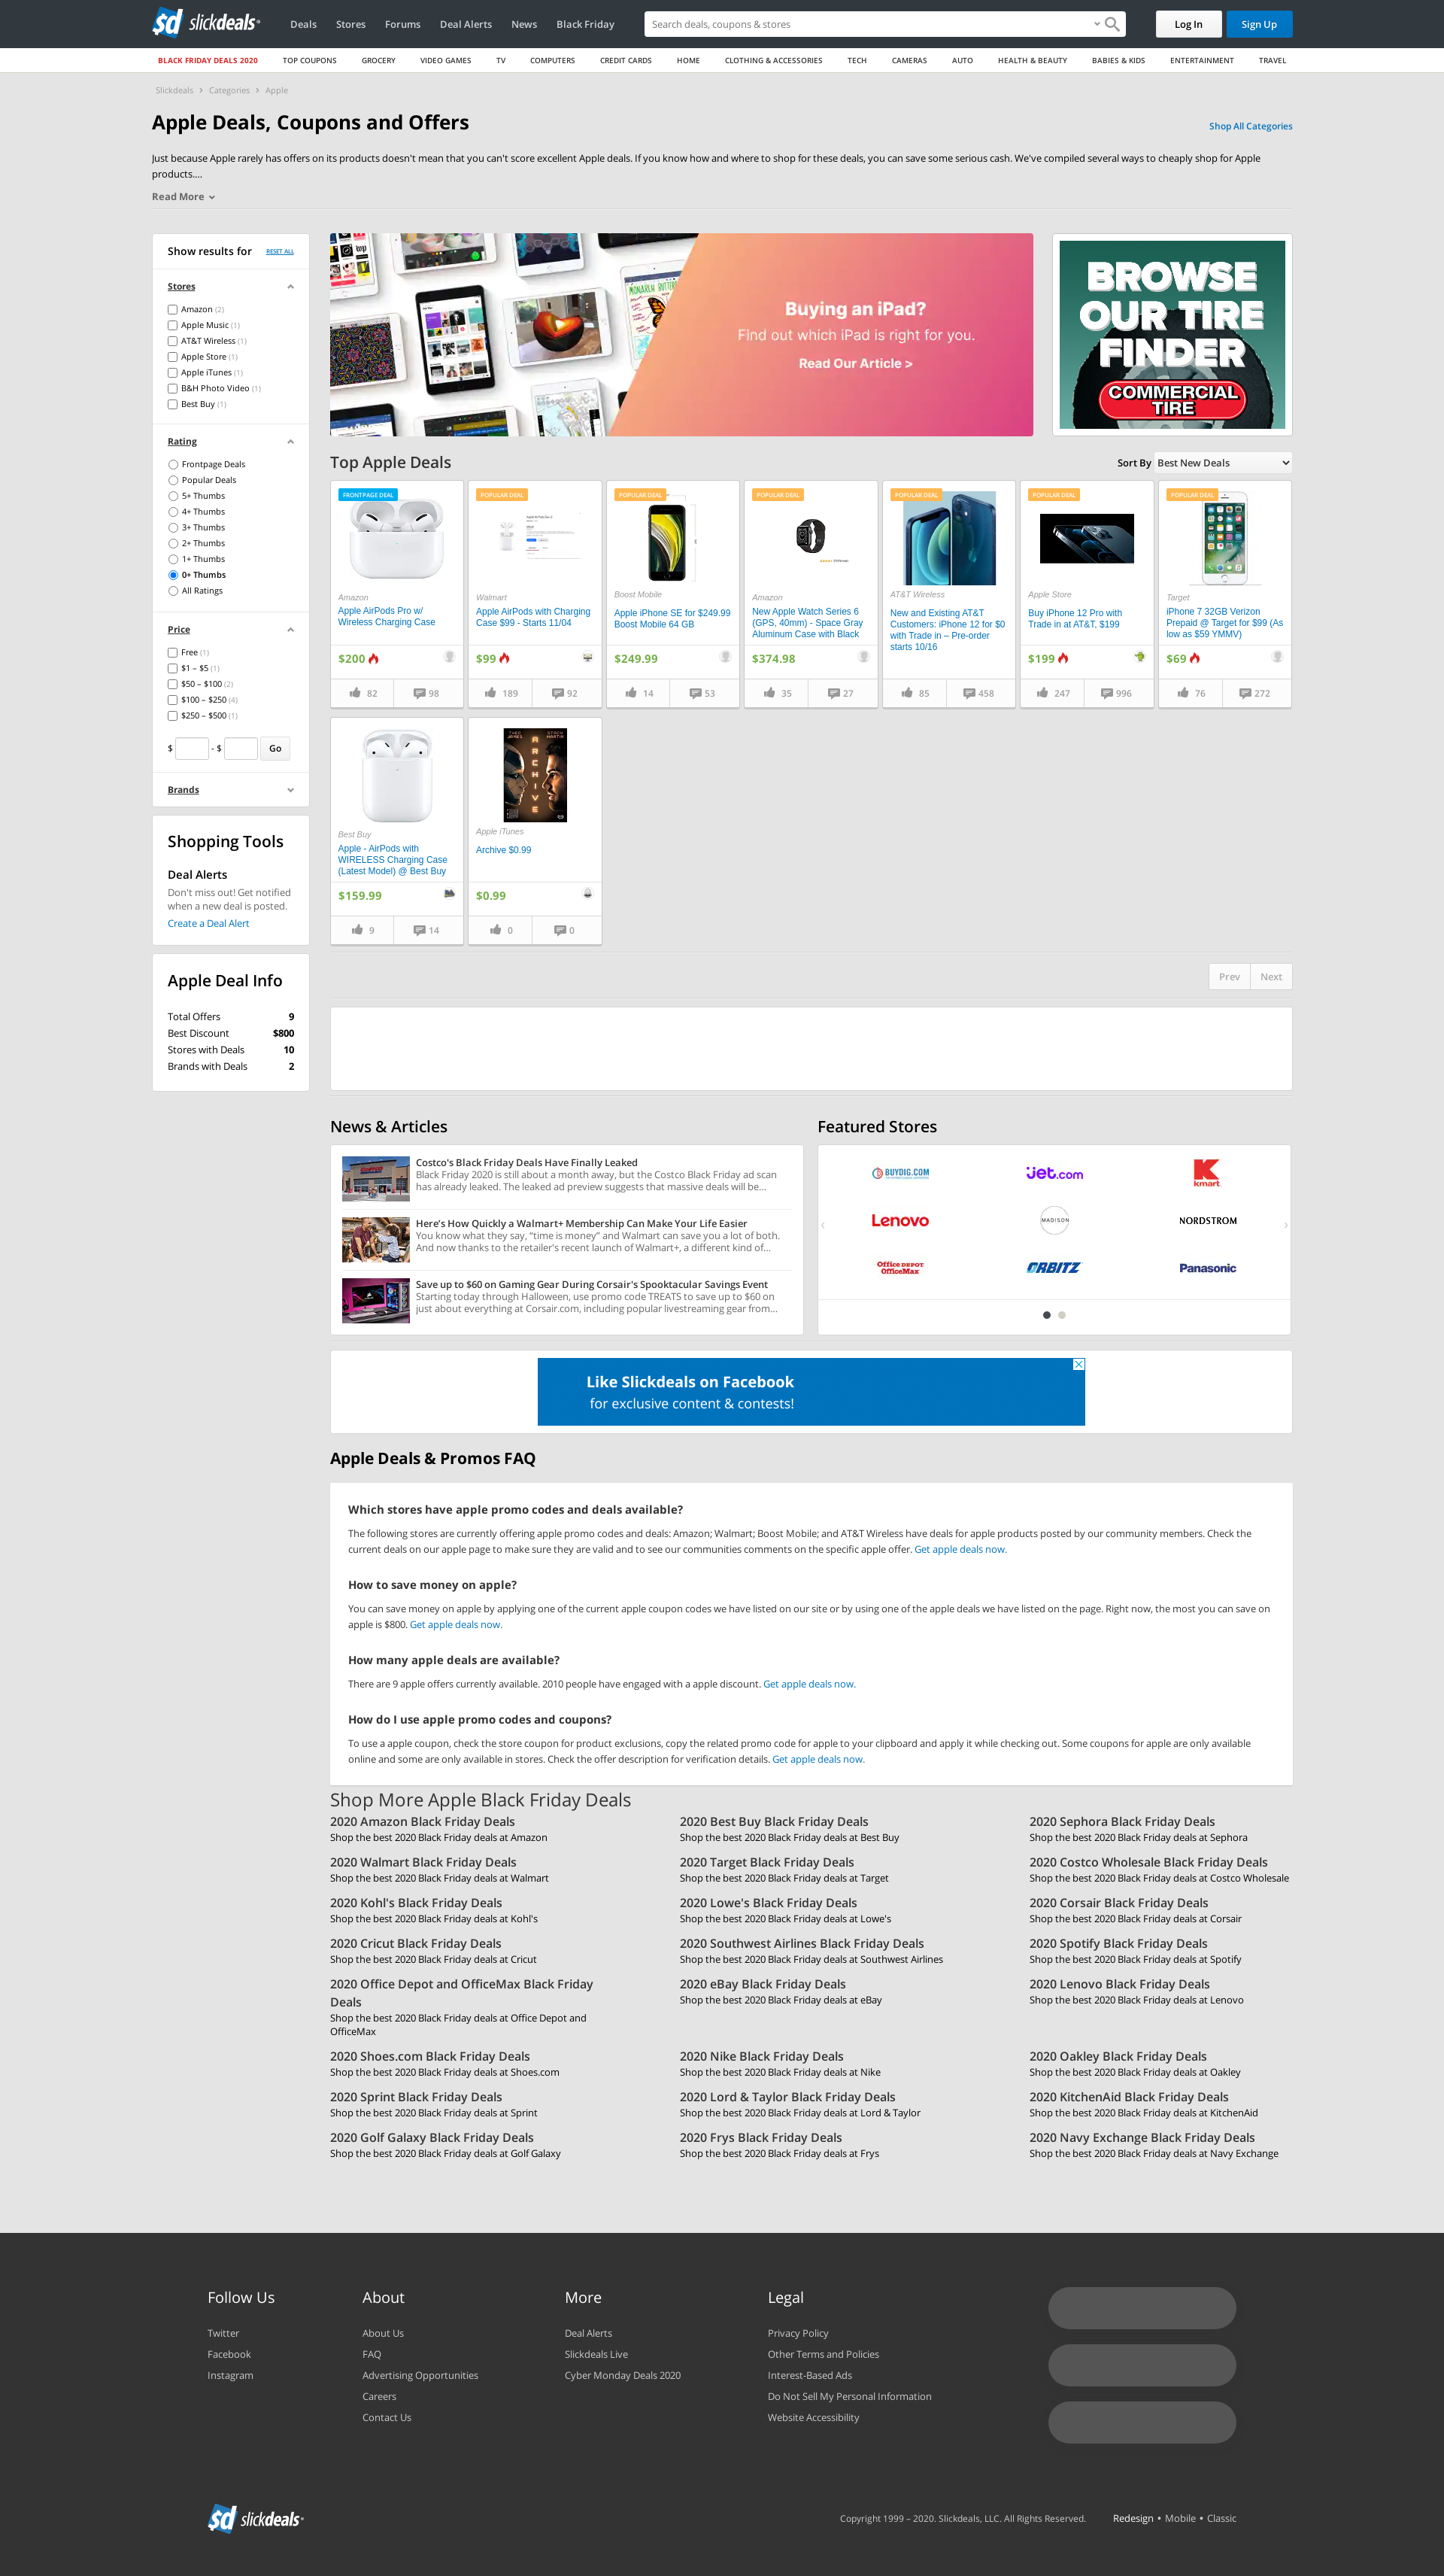 sd slickdeals
Deals
Stores
Forums
Deal Alerts
News
Black Friday
Search deals, coupons & stores
Log In
Sign Up
BLACK FRIDAY DEALS 2020
TOP COUPONS
GROCERY
VIDEO GAMES
TV
COMPUTERS
CREDIT CARDS
HOME
CLOTHING & ACCESSORIES
TECH
CAMERAS
AUTO
HEALTH & BEAUTY
BABIES & KIDS
ENTERTAINMENT
TRAVEL
Slickdeals › Categories › Apple
Apple Deals, Coupons and Offers
Shop All Categories
Just because Apple rarely has offers on its products doesn't mean that you can't score excellent Apple deals. If you know how and where to shop for these deals, you can save some serious cash. We've compiled several ways to cheaply shop for Apple
products....
Read More
Show results for
RESET ALL
Stores
Amazon (2)
Apple Music (1)
AT&T Wireless (1)
Apple Store (1)
Apple iTunes (1)
B&H Photo Video (1)
Best Buy (1)
Rating
Frontpage Deals
Popular Deals
5+ Thumbs
4+ Thumbs
3+ Thumbs
2+ Thumbs
1+ Thumbs
0+ Thumbs
All Ratings
Price
Free (1)
$1 – $5 (1)
$50 – $100 (2)
$100 – $250 (4)
$250 – $500 (1)
$ - $ Go
Brands
Shopping Tools
Deal Alerts
Don't miss out! Get notified
when a new deal is posted.
Create a Deal Alert
Apple Deal Info
Total Offers 9
Best Discount $800
Stores with Deals 10
Brands with Deals 2
Buying an iPad?
Find out which iPad is right for you.
Read Our Article >
BROWSE
OUR TIRE
FINDER
COMMERCIAL
TIRE
Top Apple Deals
Sort By Best New Deals
FRONTPAGE DEAL
Amazon
Apple AirPods Pro w/
Wireless Charging Case
$200
82
98
POPULAR DEAL
Walmart
Apple AirPods with Charging
Case $99 - Starts 11/04
$99
189
92
POPULAR DEAL
Boost Mobile
Apple iPhone SE for $249.99
Boost Mobile 64 GB
$249.99
14
53
POPULAR DEAL
Amazon
New Apple Watch Series 6
(GPS, 40mm) - Space Gray
Aluminum Case with Black
$374.98
35
27
POPULAR DEAL
AT&T Wireless
New and Existing AT&T
Customers: iPhone 12 for $0
with Trade in – Pre-order
starts 10/16
85
458
POPULAR DEAL
Apple Store
Buy iPhone 12 Pro with
Trade in at AT&T, $199
$199
247
996
POPULAR DEAL
Target
iPhone 7 32GB Verizon
Prepaid @ Target for $99 (As
low as $59 YMMV)
$69
76
272
Best Buy
Apple - AirPods with
WIRELESS Charging Case
(Latest Model) @ Best Buy
$159.99
9
14
THEO JAMES
STACY MARTIN
ARCHIVE
Apple iTunes
Archive $0.99
$0.99
0
0
Prev
Next
News & Articles
Costco's Black Friday Deals Have Finally Leaked
Black Friday 2020 is still about a month away, but the Costco Black Friday ad scan
has already leaked. The leaked ad preview suggests that massive deals will be...
Here's How Quickly a Walmart+ Membership Can Make Your Life Easier
You know what they say, "time is money" and Walmart can save you a lot of both.
And now thanks to the retailer's recent launch of Walmart+, a different kind of...
Save up to $60 on Gaming Gear During Corsair's Spooktacular Savings Event
Starting today through Halloween, use promo code TREATS to save up to $60 on
just about everything at Corsair.com, including popular livestreaming gear from...
Featured Stores
BUYDIG.COM
jet.com
kmart
Lenovo
MADISON
NORDSTROM
Office DEPOT
OfficeMax
ORBITZ
Panasonic
Like Slickdeals on Facebook
for exclusive content & contests!
Apple Deals & Promos FAQ
Which stores have apple promo codes and deals available?
The following stores are currently offering apple promo codes and deals: Amazon; Walmart; Boost Mobile; and AT&T Wireless have deals for apple products posted by our community members. Check the
current deals on our apple page to make sure they are valid and to see our communities comments on the specific apple offer. Get apple deals now.
How to save money on apple?
You can save money on apple by applying one of the current apple coupon codes we have listed on our site or by using one of the apple deals we have listed on the page. Right now, the most you can save on
apple is $800. Get apple deals now.
How many apple deals are available?
There are 9 apple offers currently available. 2010 people have engaged with a apple discount. Get apple deals now.
How do I use apple promo codes and coupons?
To use a apple coupon, check the store coupon for product exclusions, copy the related promo code for apple to your clipboard and apply it while checking out. Some coupons for apple are only available
online and some are only available in stores. Check the offer description for verification details. Get apple deals now.
Shop More Apple Black Friday Deals
2020 Amazon Black Friday Deals
Shop the best 2020 Black Friday deals at Amazon
2020 Best Buy Black Friday Deals
Shop the best 2020 Black Friday deals at Best Buy
2020 Sephora Black Friday Deals
Shop the best 2020 Black Friday deals at Sephora
2020 Walmart Black Friday Deals
Shop the best 2020 Black Friday deals at Walmart
2020 Target Black Friday Deals
Shop the best 2020 Black Friday deals at Target
2020 Costco Wholesale Black Friday Deals
Shop the best 2020 Black Friday deals at Costco Wholesale
2020 Kohl's Black Friday Deals
Shop the best 2020 Black Friday deals at Kohl's
2020 Lowe's Black Friday Deals
Shop the best 2020 Black Friday deals at Lowe's
2020 Corsair Black Friday Deals
Shop the best 2020 Black Friday deals at Corsair
2020 Cricut Black Friday Deals
Shop the best 2020 Black Friday deals at Cricut
2020 Southwest Airlines Black Friday Deals
Shop the best 2020 Black Friday deals at Southwest Airlines
2020 Spotify Black Friday Deals
Shop the best 2020 Black Friday deals at Spotify
2020 Office Depot and OfficeMax Black Friday
Deals
Shop the best 2020 Black Friday deals at Office Depot and
OfficeMax
2020 eBay Black Friday Deals
Shop the best 2020 Black Friday deals at eBay
2020 Lenovo Black Friday Deals
Shop the best 2020 Black Friday deals at Lenovo
2020 Shoes.com Black Friday Deals
Shop the best 2020 Black Friday deals at Shoes.com
2020 Nike Black Friday Deals
Shop the best 2020 Black Friday deals at Nike
2020 Oakley Black Friday Deals
Shop the best 2020 Black Friday deals at Oakley
2020 Sprint Black Friday Deals
Shop the best 2020 Black Friday deals at Sprint
2020 Lord & Taylor Black Friday Deals
Shop the best 2020 Black Friday deals at Lord & Taylor
2020 KitchenAid Black Friday Deals
Shop the best 2020 Black Friday deals at KitchenAid
2020 Golf Galaxy Black Friday Deals
Shop the best 2020 Black Friday deals at Golf Galaxy
2020 Frys Black Friday Deals
Shop the best 2020 Black Friday deals at Frys
2020 Navy Exchange Black Friday Deals
Shop the best 2020 Black Friday deals at Navy Exchange
Follow Us
Twitter
Facebook
Instagram
About
About Us
FAQ
Advertising Opportunities
Careers
Contact Us
More
Deal Alerts
Slickdeals Live
Cyber Monday Deals 2020
Legal
Privacy Policy
Other Terms and Policies
Interest-Based Ads
Do Not Sell My Personal Information
Website Accessibility
sd slickdeals
Copyright 1999 – 2020. Slickdeals, LLC. All Rights Reserved.
Redesign • Mobile • Classic